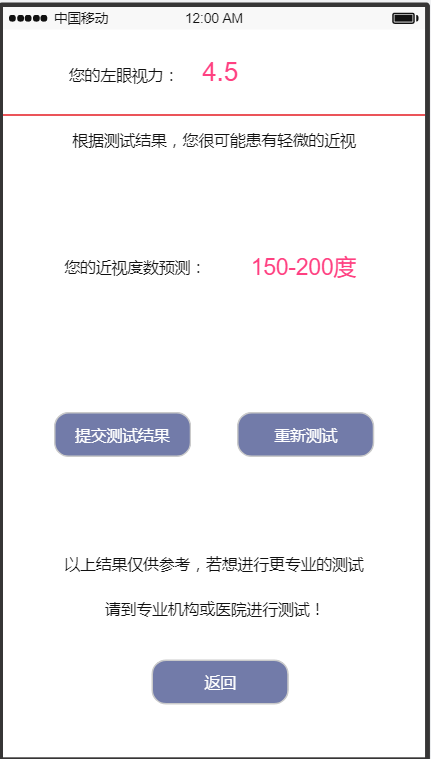 中国移动 12:00 AM
您的左眼视力： 4.5
根据测试结果，您很可能患有轻微的近视
您的近视度数预测： 150-200度
提交测试结果 重新测试
以上结果仅供参考，若想进行更专业的测试
请到专业机构或医院进行测试！
返回